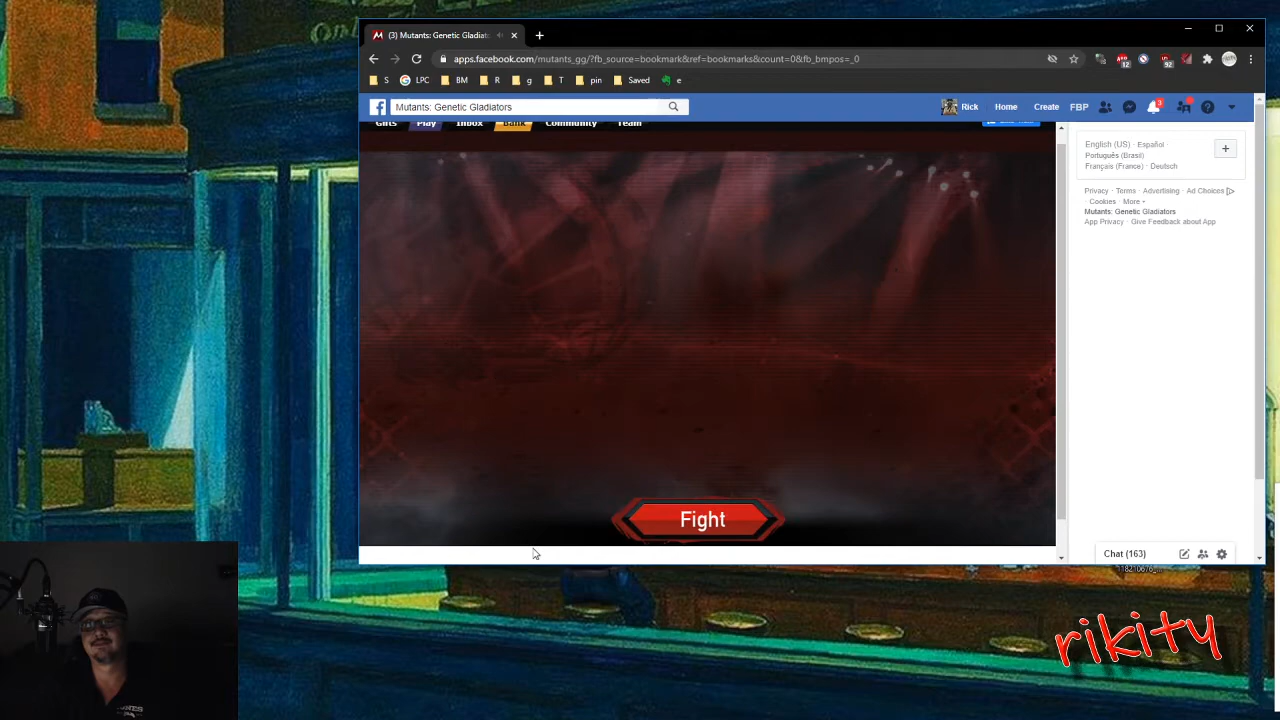 (3) Mutants: Genetic Gladiato
apps.facebook.com/mutants_gg/?fb_source=bookmark&ref=bookmarks&count=0&fb_bmpos=_0
S LPC BM R g T pin Saved e
Mutants: Genetic Gladiators
Rick Home Create FBP 3
Gifts Play Inbox Bank Community Team
English (US) · Español ·
Português (Brasil) ·
Français (France) · Deutsch
Privacy · Terms · Advertising · Ad Choices
· Cookies · More
Mutants: Genetic Gladiators
App Privacy · Give Feedback about App
Fight
Chat (163)
rikity